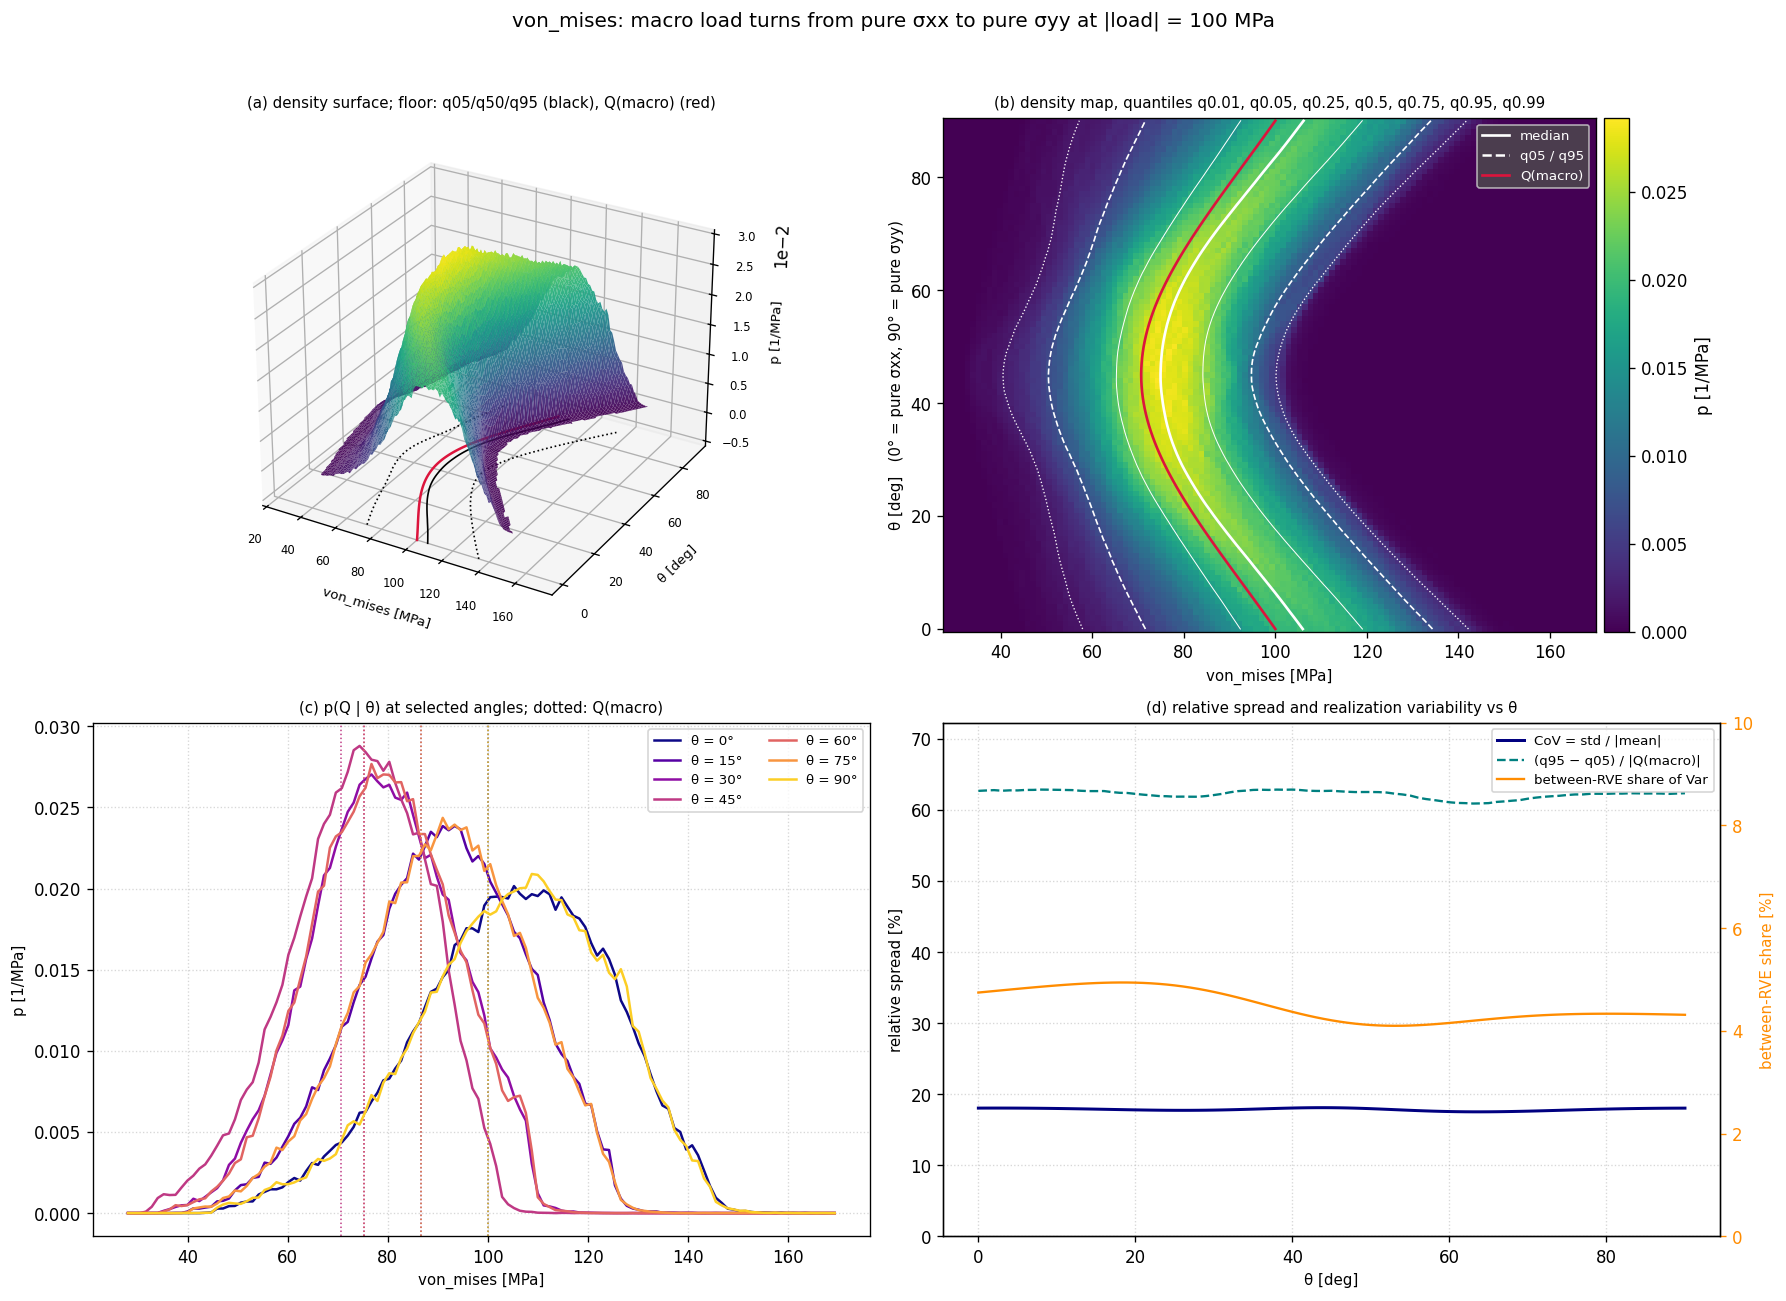 von_mises: macro load turns from pure σxx to pure σyy at |load| = 100 MPa
(a) density surface; floor: q05/q50/q95 (black), Q(macro) (red)
1e−2
3.0
2.5
2.0
1.5
1.0
0.5
0.0
−0.5
p [1/MPa]
20
40
60
80
100
120
140
160
von_mises [MPa]
0
20
40
60
80
θ [deg]
(b) density map, quantiles q0.01, q0.05, q0.25, q0.5, q0.75, q0.95, q0.99
median
q05 / q95
Q(macro)
80
60
40
20
0
θ [deg]  (0° = pure σxx, 90° = pure σyy)
40
60
80
100
120
140
160
von_mises [MPa]
0.025
0.020
0.015
0.010
0.005
0.000
p [1/MPa]
(c) p(Q | θ) at selected angles; dotted: Q(macro)
θ = 0°
θ = 15°
θ = 30°
θ = 45°
θ = 60°
θ = 75°
θ = 90°
0.030
0.025
0.020
0.015
0.010
0.005
0.000
p [1/MPa]
40
60
80
100
120
140
160
von_mises [MPa]
(d) relative spread and realization variability vs θ
CoV = std / |mean|
(q95 − q05) / |Q(macro)|
between-RVE share of Var
70
60
50
40
30
20
10
0
relative spread [%]
0
20
40
60
80
θ [deg]
10
8
6
4
2
0
between-RVE share [%]